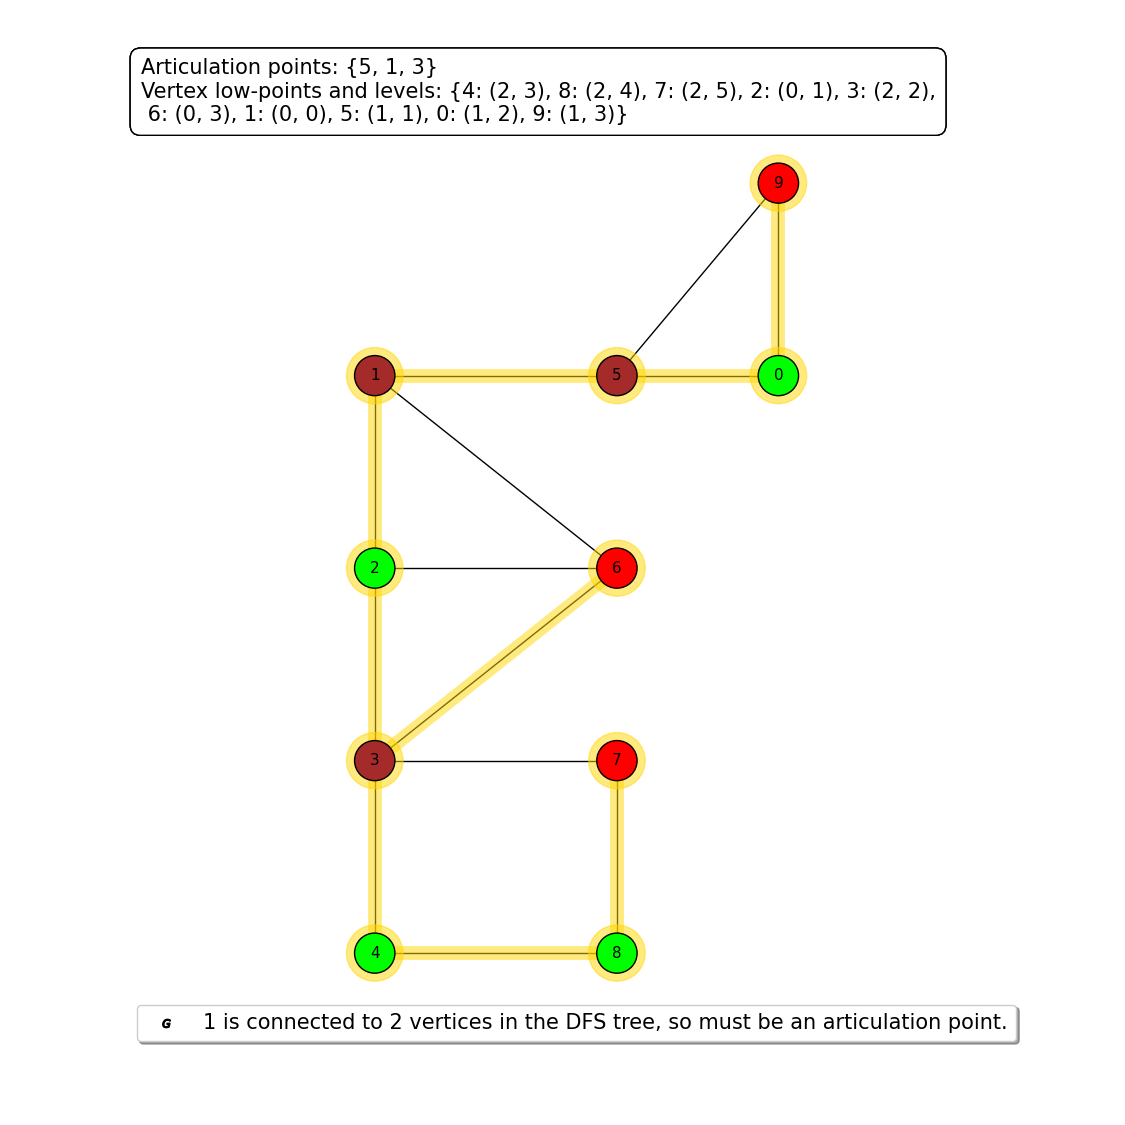 Articulation points: {5, 1, 3}
Vertex low-points and levels: {4: (2, 3), 8: (2, 4), 7: (2, 5), 2: (0, 1), 3: (2, 2),
6: (0, 3), 1: (0, 0), 5: (1, 1), 0: (1, 2), 9: (1, 3)}
9
1
5
0
2
6
3
7
4
8
G 1 is connected to 2 vertices in the DFS tree, so must be an articulation point.